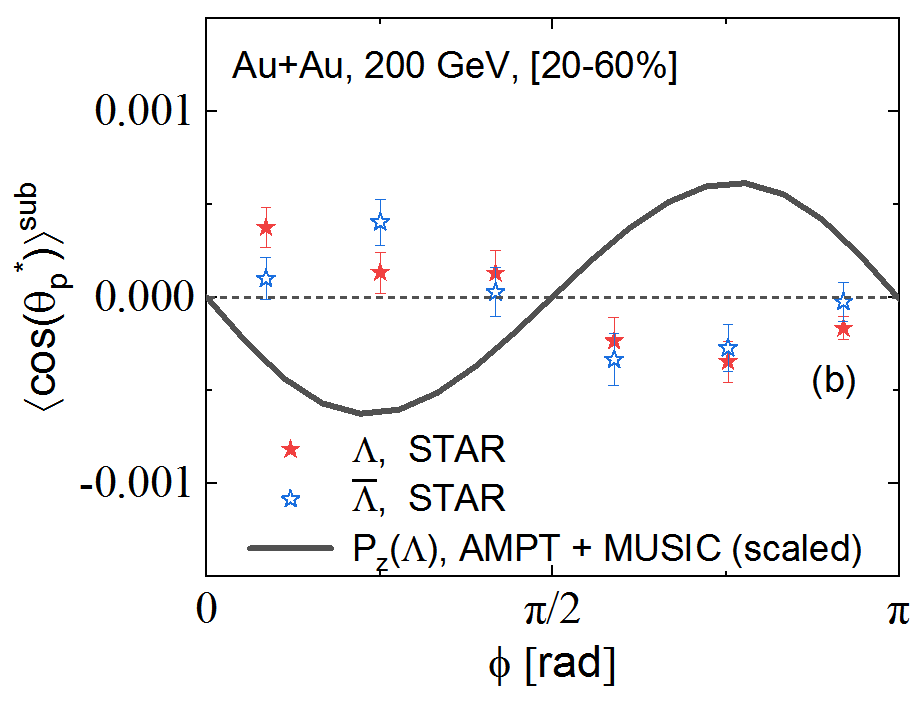 Au+Au, 200 GeV, [20-60%]
0.001
0.000
-0.001
⟨cos(θp*)⟩sub
(b)
Λ, STAR
Λ̅, STAR
Pz(Λ), AMPT + MUSIC (scaled)
0 π/2 π
ϕ [rad]